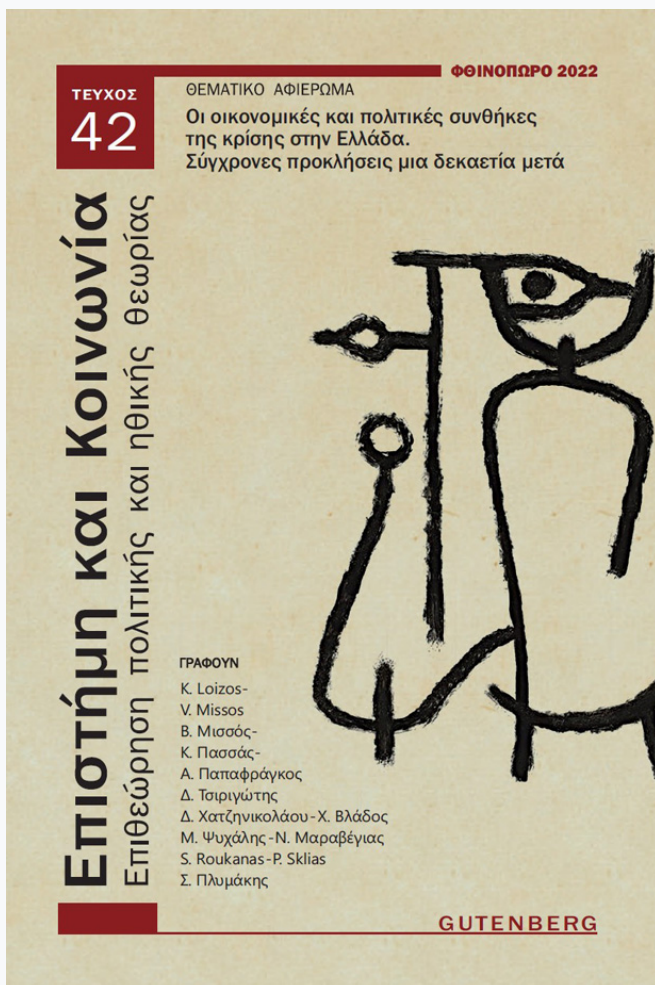 ΦΘΙΝΟΠΩΡΟ 2022
ΤΕΥΧΟΣ
42
ΘΕΜΑΤΙΚΟ ΑΦΙΕΡΩΜΑ
Οι οικονομικές και πολιτικές συνθήκες
της κρίσης στην Ελλάδα.
Σύγχρονες προκλήσεις μια δεκαετία μετά
Επιστήμη και Κοινωνία
Επιθεώρηση πολιτικής και ηθικής θεωρίας
ΓΡΑΦΟΥΝ
K. Loizos-
V. Missos
Β. Μισσός-
Κ. Πασσάς-
Α. Παπαφράγκος
Δ. Τσιριγώτης
Δ. Χατζηνικολάου-Χ. Βλάδος
Μ. Ψυχάλης-Ν. Μαραβέγιας
S. Roukanas-P. Sklias
Σ. Πλυμάκης
GUTENBERG